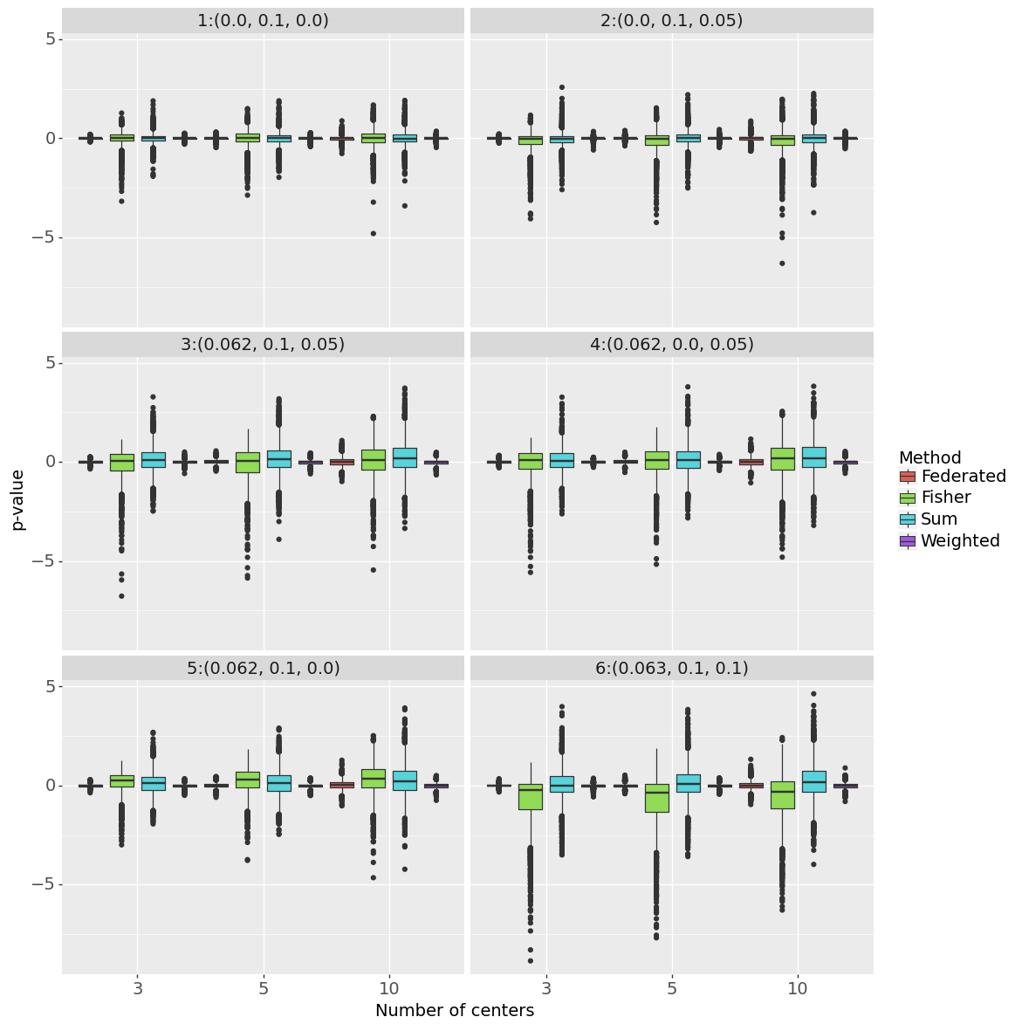 1:(0.0, 0.1, 0.0)
2:(0.0, 0.1, 0.05)
5
0
−5
3:(0.062, 0.1, 0.05)
4:(0.062, 0.0, 0.05)
5
0
−5
p-value
Method
Federated
Fisher
Sum
Weighted
5:(0.062, 0.1, 0.0)
6:(0.063, 0.1, 0.1)
5
0
−5
3
5
10
3
5
10
Number of centers